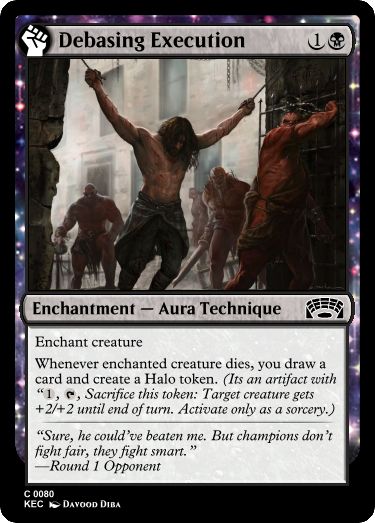 Debasing Execution 1
Enchantment — Aura Technique
Enchant creature
Whenever enchanted creature dies, you draw a
card and create a Halo token. (Its an artifact with
“1, , Sacrifice this token: Target creature gets
+2/+2 until end of turn. Activate only as a sorcery.)
“Sure, he could’ve beaten me. But champions don’t
fight fair, they fight smart.”
—Round 1 Opponent
C 0080
KEC Davood Diba